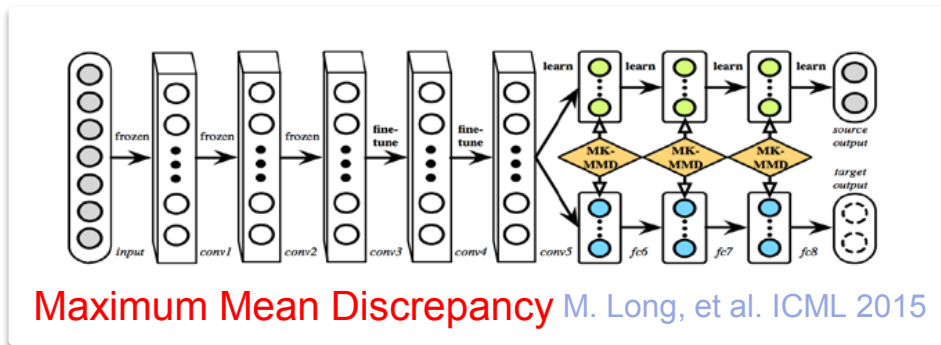 learn learn learn learn
frozen frozen frozen fine-
tune fine-
tune
source
output
MK-
MMD MK-
MMD MK-
MMD
target
output
input conv1 conv2 conv3 conv4 conv5 fc6 fc7 fc8
Maximum Mean Discrepancy M. Long, et al. ICML 2015